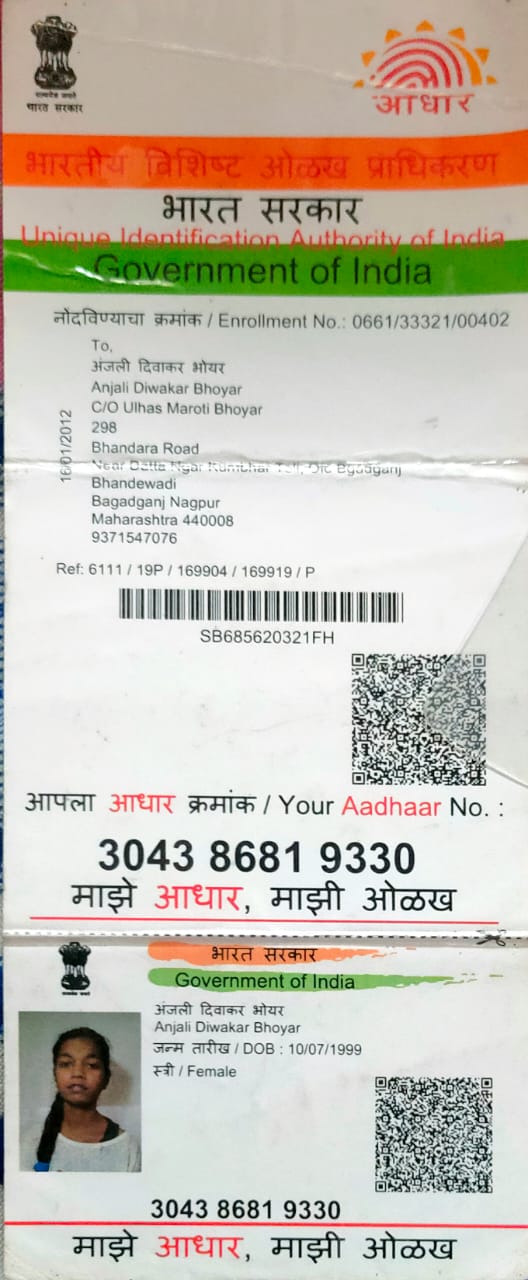 भारत सरकार
आधार
भारतीय विशिष्ट ओळख प्राधिकरण
भारत सरकार
Unique Identification Authority of India
Government of India
नोंदविण्याचा क्रमांक / Enrollment No.: 0661/33321/00402
To,
अंजली दिवाकर भोयर
Anjali Diwakar Bhoyar
C/O Ulhas Maroti Bhoyar
298
Bhandara Road
Near Datta Ngar Kumbhar Toli,
Bhandewadi
Bagadganj Nagpur
Maharashtra 440008
9371547076
16/01/2012
Ref: 6111 / 19P / 169904 / 169919 / P
SB685620321FH
आपला आधार क्रमांक / Your Aadhaar No. :
3043 8681 9330
माझे आधार, माझी ओळख
भारत सरकार
Government of India
अंजली दिवाकर भोयर
Anjali Diwakar Bhoyar
जन्म तारीख / DOB : 10/07/1999
स्त्री / Female
3043 8681 9330
माझे आधार, माझी ओळख